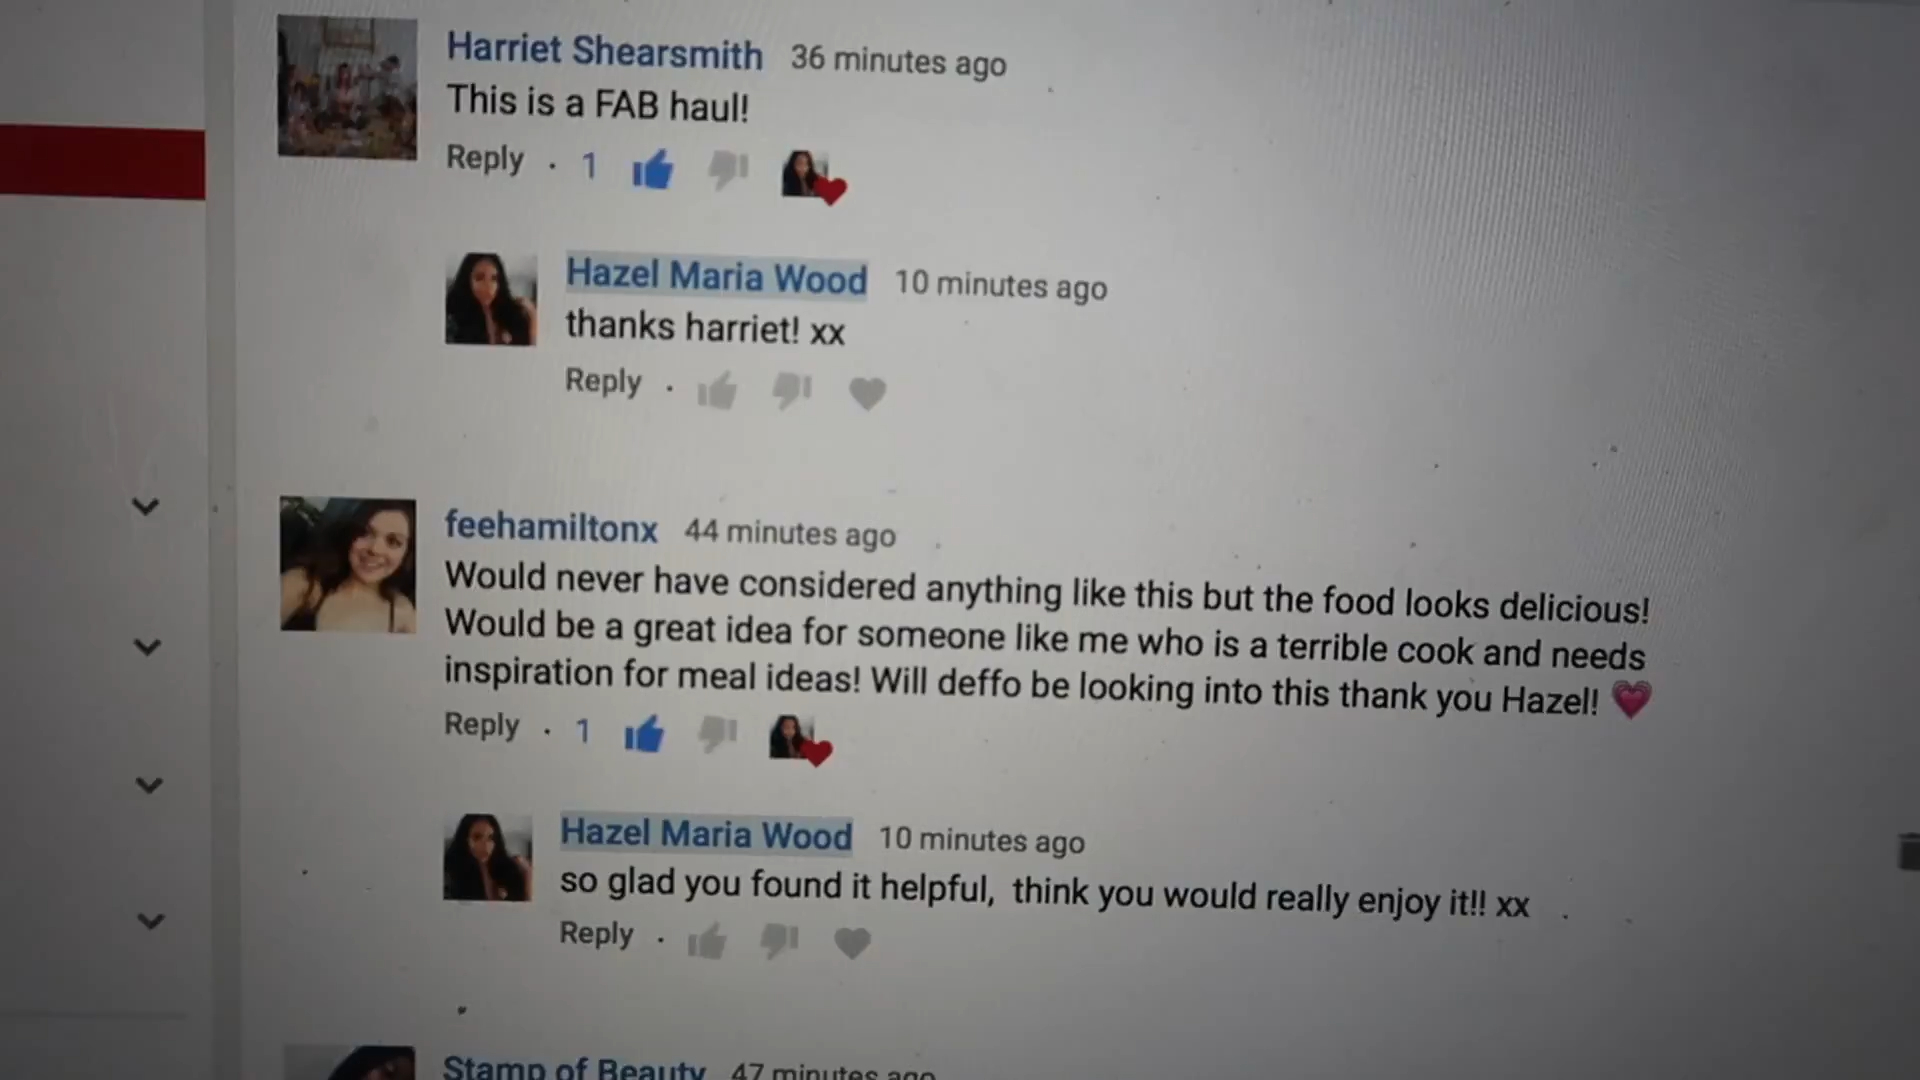 Harriet Shearsmith 36 minutes ago
This is a FAB haul!
Reply · 1
Hazel Maria Wood 10 minutes ago
thanks harriet! xx
Reply ·
feehamiltonx 44 minutes ago
Would never have considered anything like this but the food looks delicious!
Would be a great idea for someone like me who is a terrible cook and needs
inspiration for meal ideas! Will deffo be looking into this thank you Hazel! 💗
Reply · 1
Hazel Maria Wood 10 minutes ago
so glad you found it helpful, think you would really enjoy it!! xx
Reply ·
Stamp of Beauty 47 minutes ago